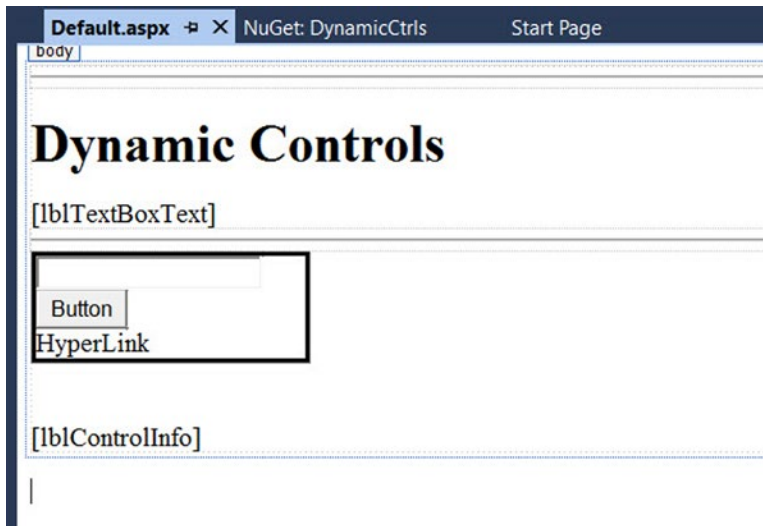 Default.aspx NuGet: DynamicCtrls Start Page
body
Dynamic Controls
[lblTextBoxText]
Button
HyperLink
[lblControlInfo]